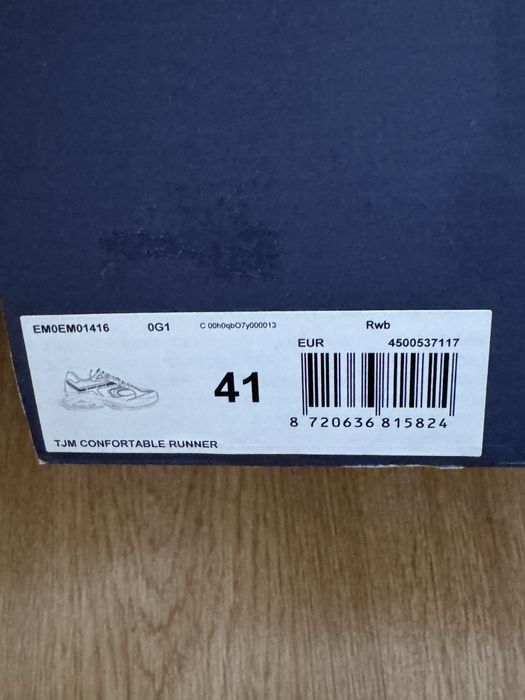 EM0EM01416 0G1 C 00h0qbO7y000013 Rwb
EUR 4500537117
41
8 720636 815824
TJM CONFORTABLE RUNNER